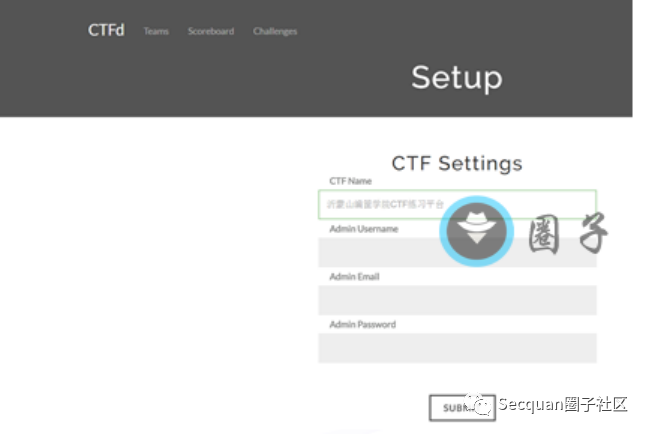 CTFd Teams Scoreboard Challenges
Setup
CTF Settings
CTF Name
沂蒙山编程学院CTF练习平台
圈子
Admin Username
Admin Email
Admin Password
Secquan圈子社区